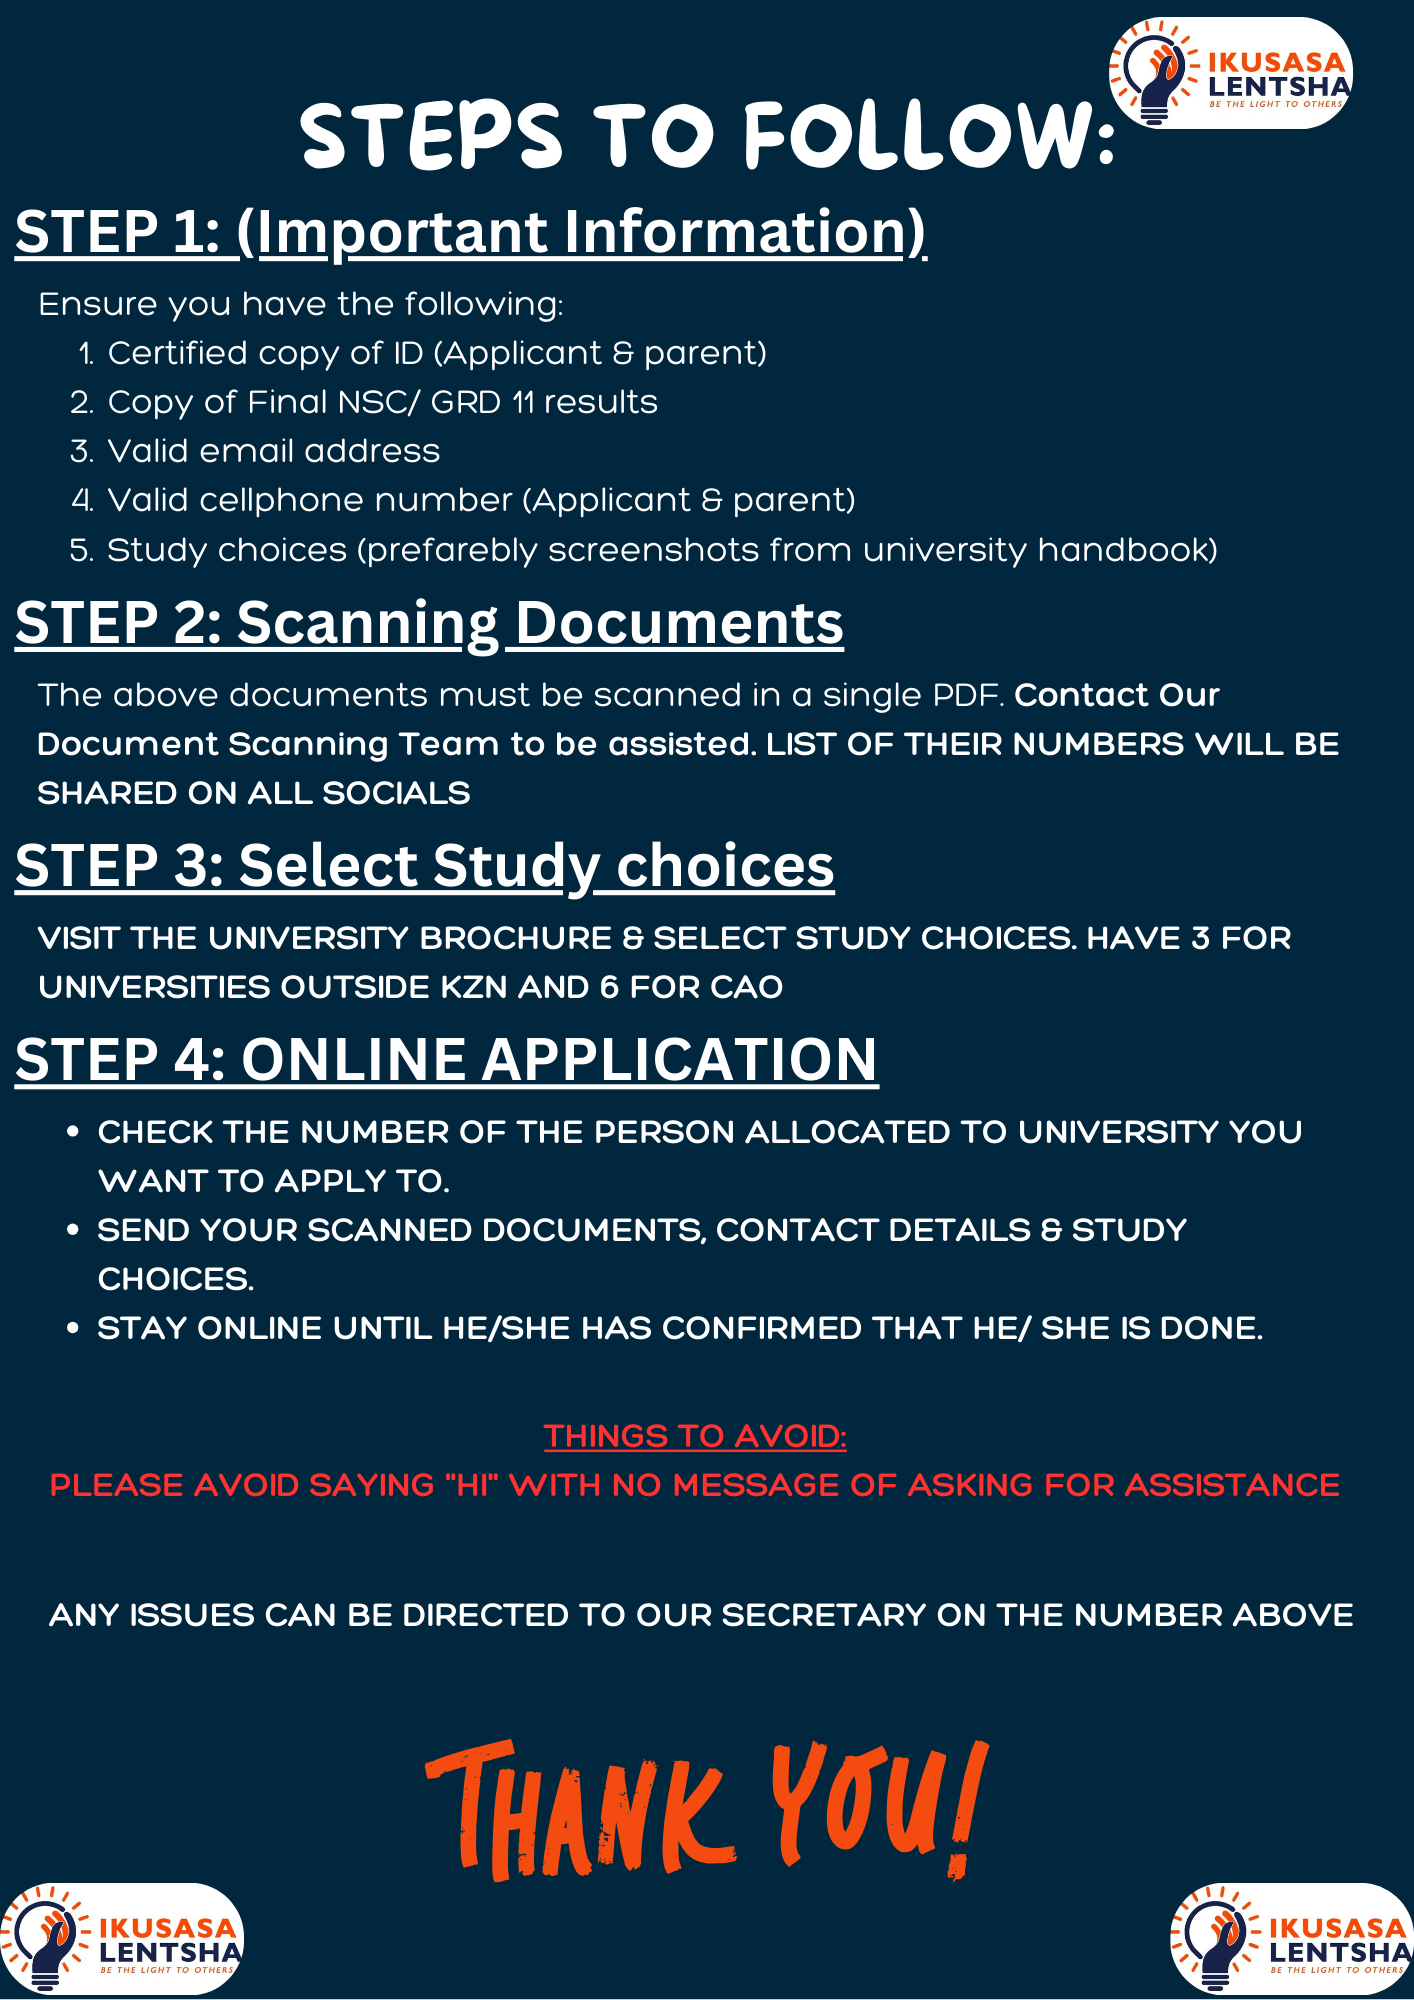 IKUSASA
LENTSHA
BE THE LIGHT TO OTHERS
STEPS TO FOLLOW:
STEP 1: (Important Information)
Ensure you have the following:
1. Certified copy of ID (Applicant & parent)
2. Copy of Final NSC/ GRD 11 results
3. Valid email address
4. Valid cellphone number (Applicant & parent)
5. Study choices (prefarebly screenshots from university handbook)
STEP 2: Scanning Documents
The above documents must be scanned in a single PDF. Contact Our
Document Scanning Team to be assisted. LIST OF THEIR NUMBERS WILL BE
SHARED ON ALL SOCIALS
STEP 3: Select Study choices
VISIT THE UNIVERSITY BROCHURE & SELECT STUDY CHOICES. HAVE 3 FOR
UNIVERSITIES OUTSIDE KZN AND 6 FOR CAO
STEP 4: ONLINE APPLICATION
• CHECK THE NUMBER OF THE PERSON ALLOCATED TO UNIVERSITY YOU
WANT TO APPLY TO.
• SEND YOUR SCANNED DOCUMENTS, CONTACT DETAILS & STUDY
CHOICES.
• STAY ONLINE UNTIL HE/SHE HAS CONFIRMED THAT HE/ SHE IS DONE.
THINGS TO AVOID:
PLEASE AVOID SAYING "HI" WITH NO MESSAGE OF ASKING FOR ASSISTANCE
ANY ISSUES CAN BE DIRECTED TO OUR SECRETARY ON THE NUMBER ABOVE
THANK YOU!
IKUSASA
LENTSHA
BE THE LIGHT TO OTHERS
IKUSASA
LENTSHA
BE THE LIGHT TO OTHERS